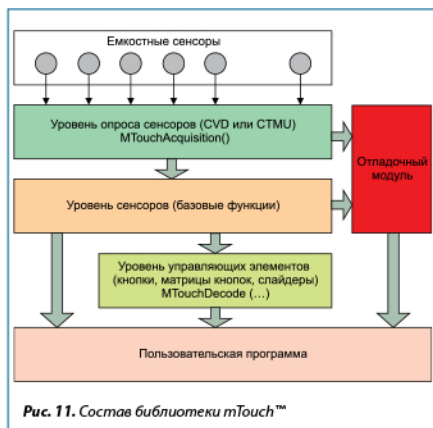 Емкостные сенсоры
Уровень опроса сенсоров (CVD или CTMU)
MTouchAcquisition()
Отладочный
модуль
Уровень сенсоров (базовые функции)
Уровень управляющих элементов
(кнопки, матрицы кнопок, слайдеры)
MTouchDecode (...)
Пользовательская программа
Рис. 11. Состав библиотеки mTouch™